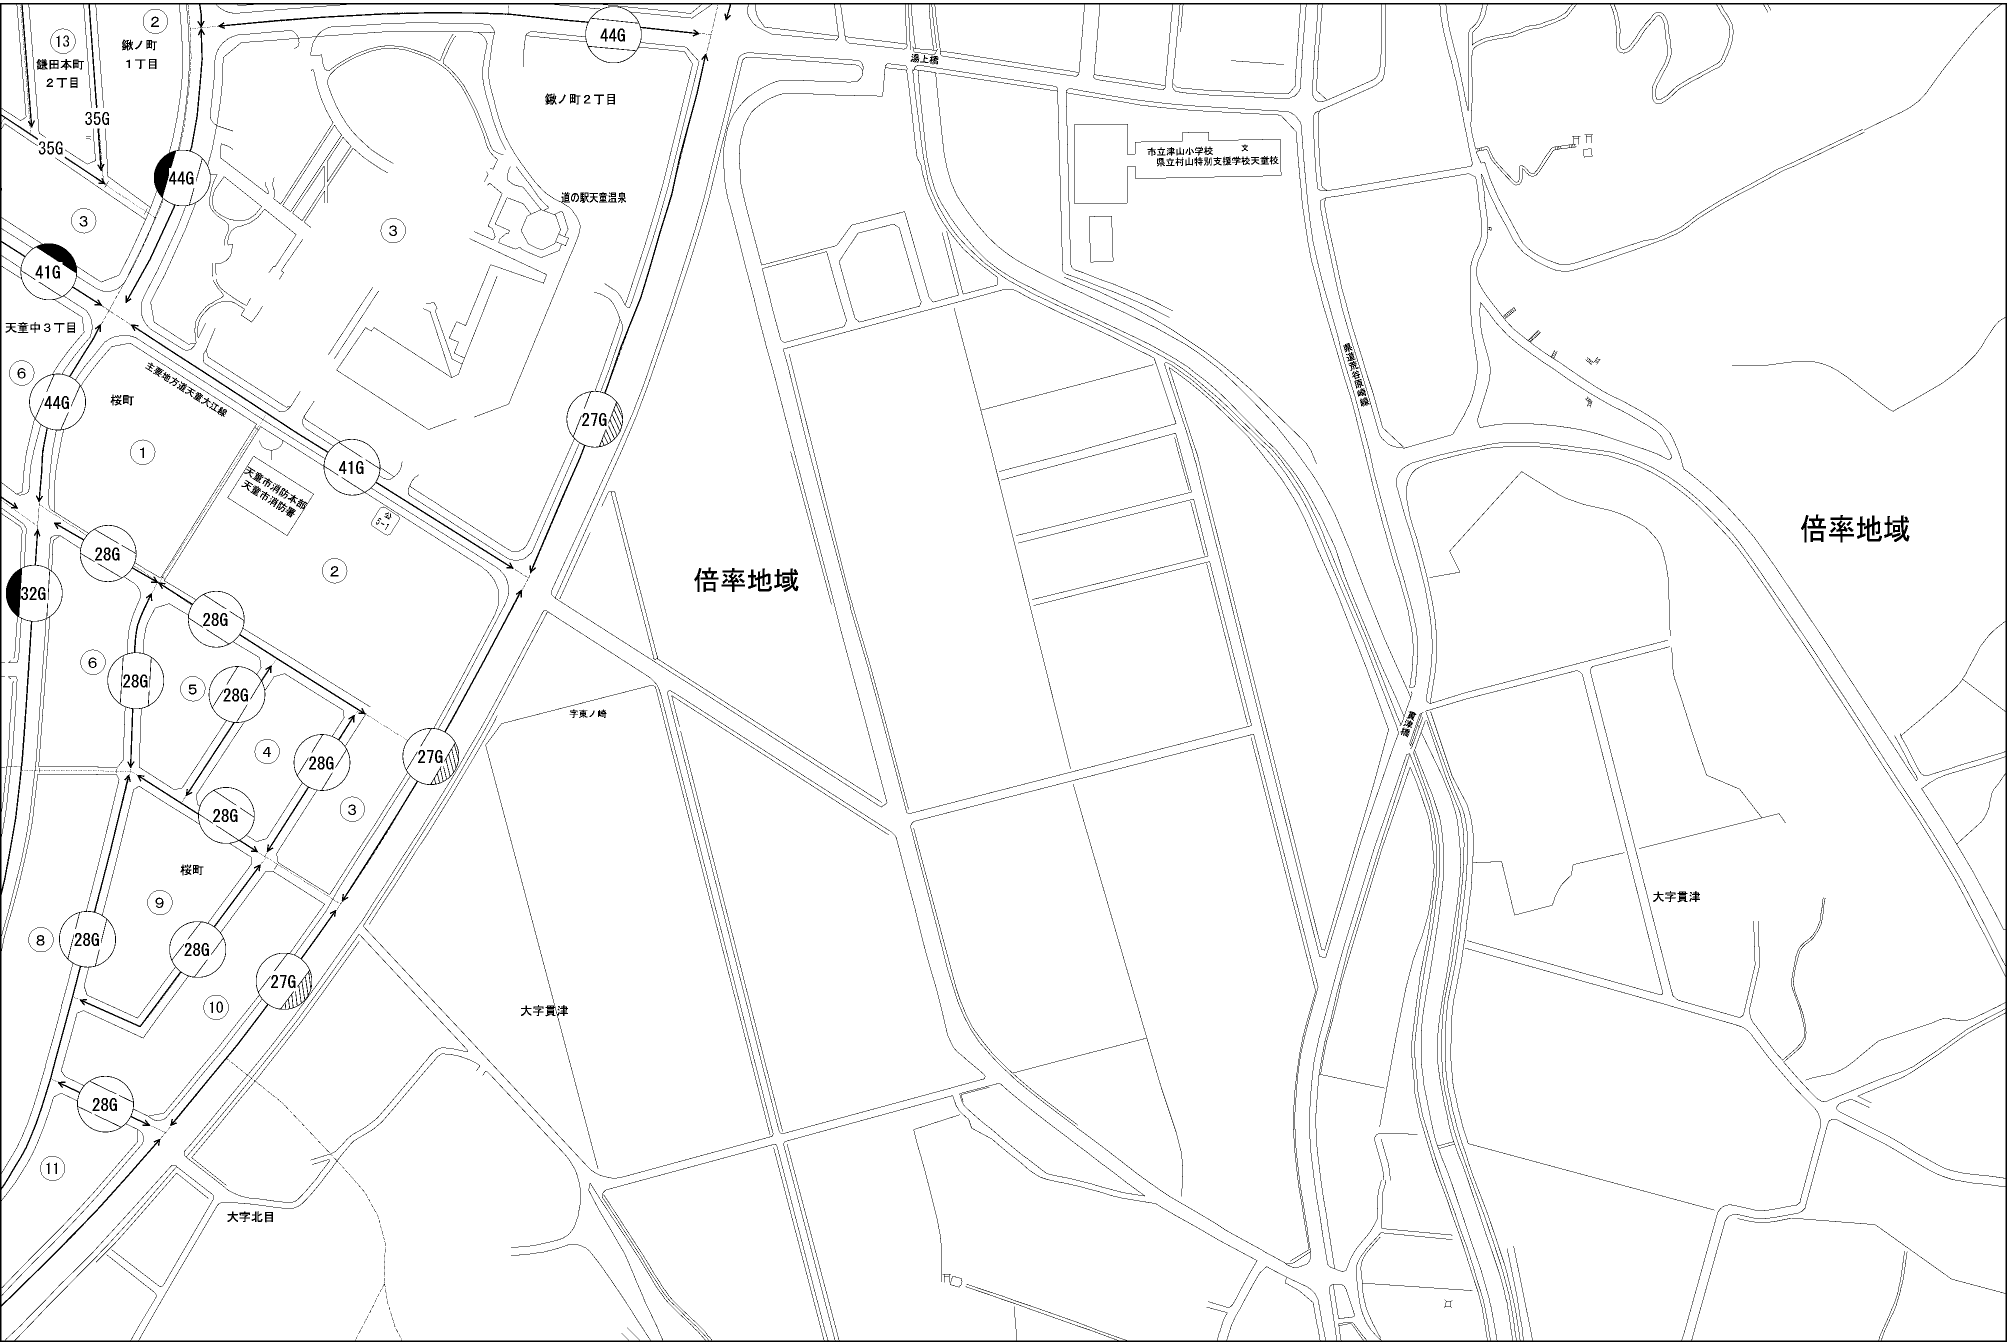 ②
⑬
鎌田本町
２丁目
鍬ノ町
１丁目
35G
35G
44G
44G
鍬ノ町２丁目
道の駅天童温泉
③
③
41G
天童中３丁目
⑥
44G
桜町
①
主要地方道天童大江線
41G
27G
天童市消防本部
天童市消防署
公
5-1
②
28G
32G
28G
⑥
28G
⑤
28G
④
28G
③
27G
28G
桜町
⑨
⑧
28G
28G
⑩
27G
28G
⑪
大字北目
大字貫津
字東ノ崎
倍率地域
湯上橋
市立津山小学校
文
県立村山特別支援学校天童校
県道荒谷原崎線
倍率地域
貫津橋
大字貫津